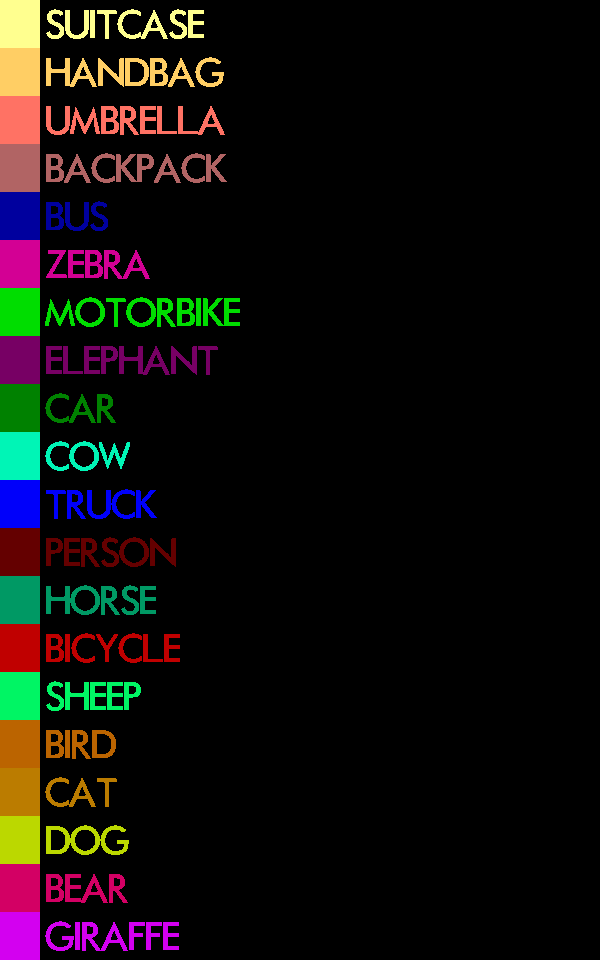 SUITCASE
HANDBAG
UMBRELLA
BACKPACK
BUS
ZEBRA
MOTORBIKE
ELEPHANT
CAR
COW
TRUCK
PERSON
HORSE
BICYCLE
SHEEP
BIRD
CAT
DOG
BEAR
GIRAFFE